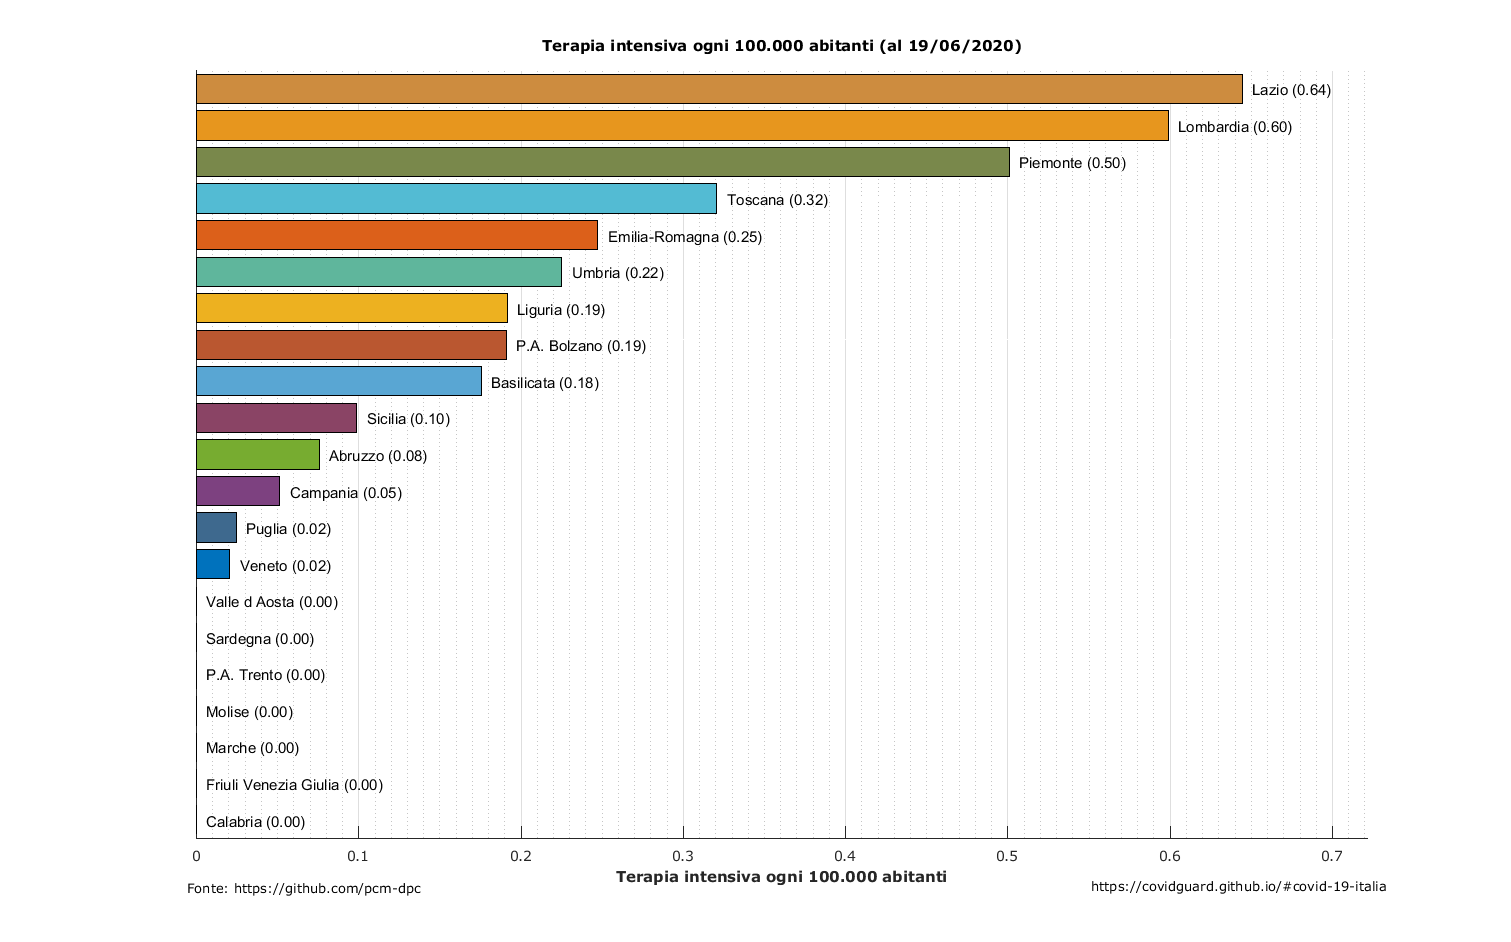 Terapia intensiva ogni 100.000 abitanti (al 19/06/2020)
Lazio (0.64)
Lombardia (0.60)
Piemonte (0.50)
Toscana (0.32)
Emilia-Romagna (0.25)
Umbria (0.22)
Liguria (0.19)
P.A. Bolzano (0.19)
Basilicata (0.18)
Sicilia (0.10)
Abruzzo (0.08)
Campania (0.05)
Puglia (0.02)
Veneto (0.02)
Valle d Aosta (0.00)
Sardegna (0.00)
P.A. Trento (0.00)
Molise (0.00)
Marche (0.00)
Friuli Venezia Giulia (0.00)
Calabria (0.00)
0 0.1 0.2 0.3 0.4 0.5 0.6 0.7
Terapia intensiva ogni 100.000 abitanti
Fonte: https://github.com/pcm-dpc
https://covidguard.github.io/#covid-19-italia